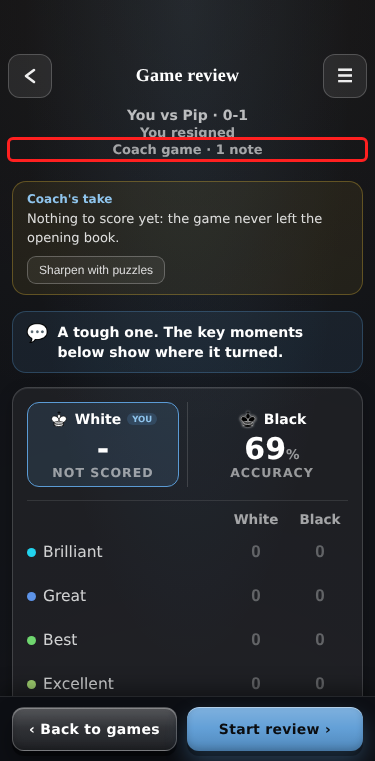 Game review
You vs Pip · 0-1
You resigned
Coach game · 1 note
Coach's take
Nothing to score yet: the game never left the
opening book.
Sharpen with puzzles
A tough one. The key moments
below show where it turned.
White YOU
Black
-
69%
NOT SCORED
ACCURACY
White Black
Brilliant 0 0
Great 0 0
Best 0 0
Excellent 0 0
‹ Back to games
Start review ›